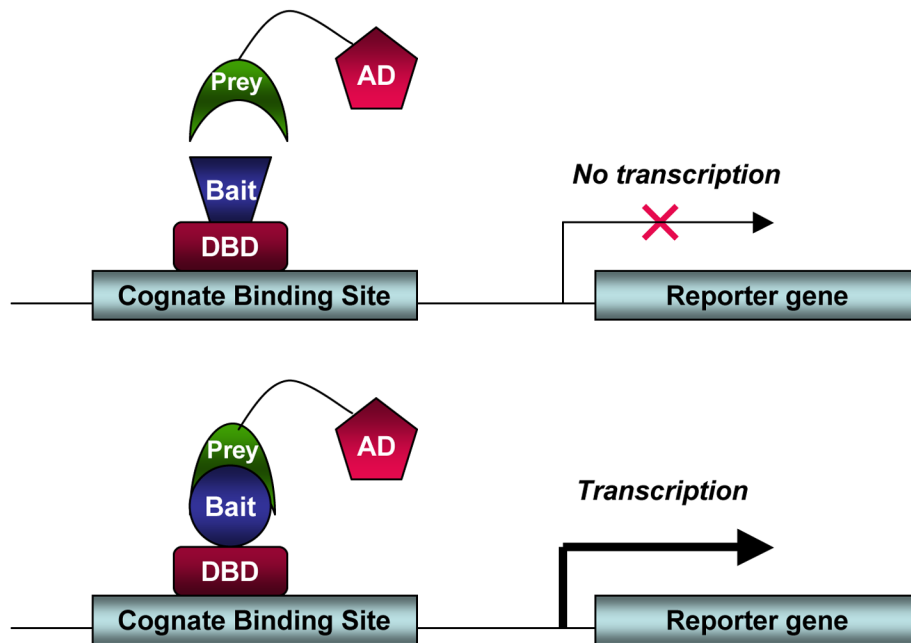 Prey
AD
Bait
No transcription
DBD
Cognate Binding Site
Reporter gene
Prey
AD
Bait
Transcription
DBD
Cognate Binding Site
Reporter gene